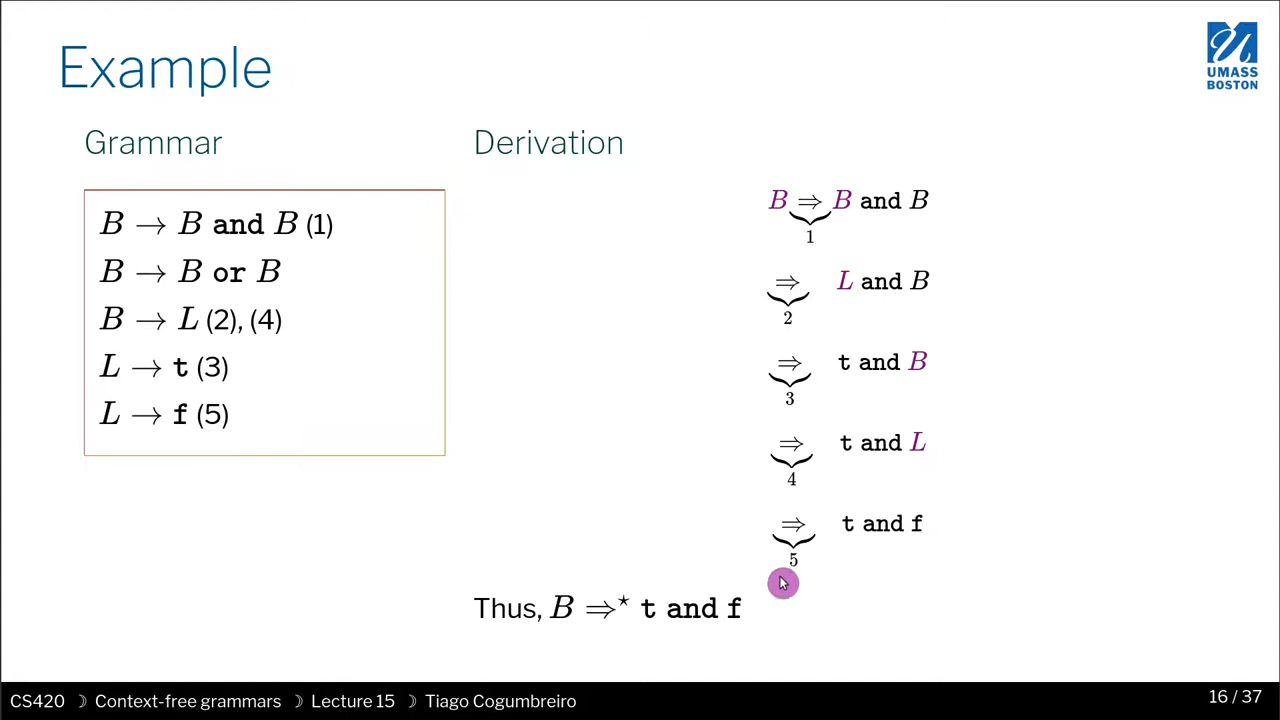 Example
UMASS
BOSTON
Grammar
B → B and B (1)
B → B or B
B → L (2), (4)
L → t (3)
L → f (5)
Derivation
B ⇒ B and B
1
⇒ L and B
2
⇒ t and B
3
⇒ t and L
4
⇒ t and f
5
Thus, B ⇒⋆ t and f
CS420 ☽ Context-free grammars ☽ Lecture 15 ☽ Tiago Cogumbreiro
16 / 37